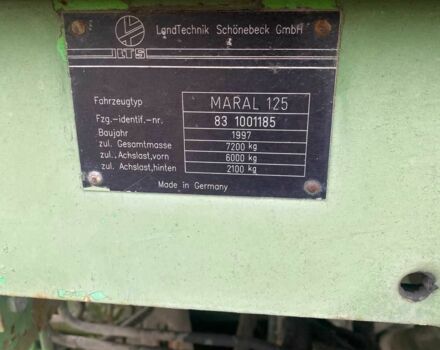 LandTechnik Schönebeck GmbH
LTS
Fahrzeugtyp MARAL 125
Fzg.-identif.-nr. 83 1001185
Baujahr 1997
zul. Gesamtmasse 7200 kg
zul., Achslast,vorn 6000 kg
zul. Achslast,hinten 2100 kg
Made in Germany